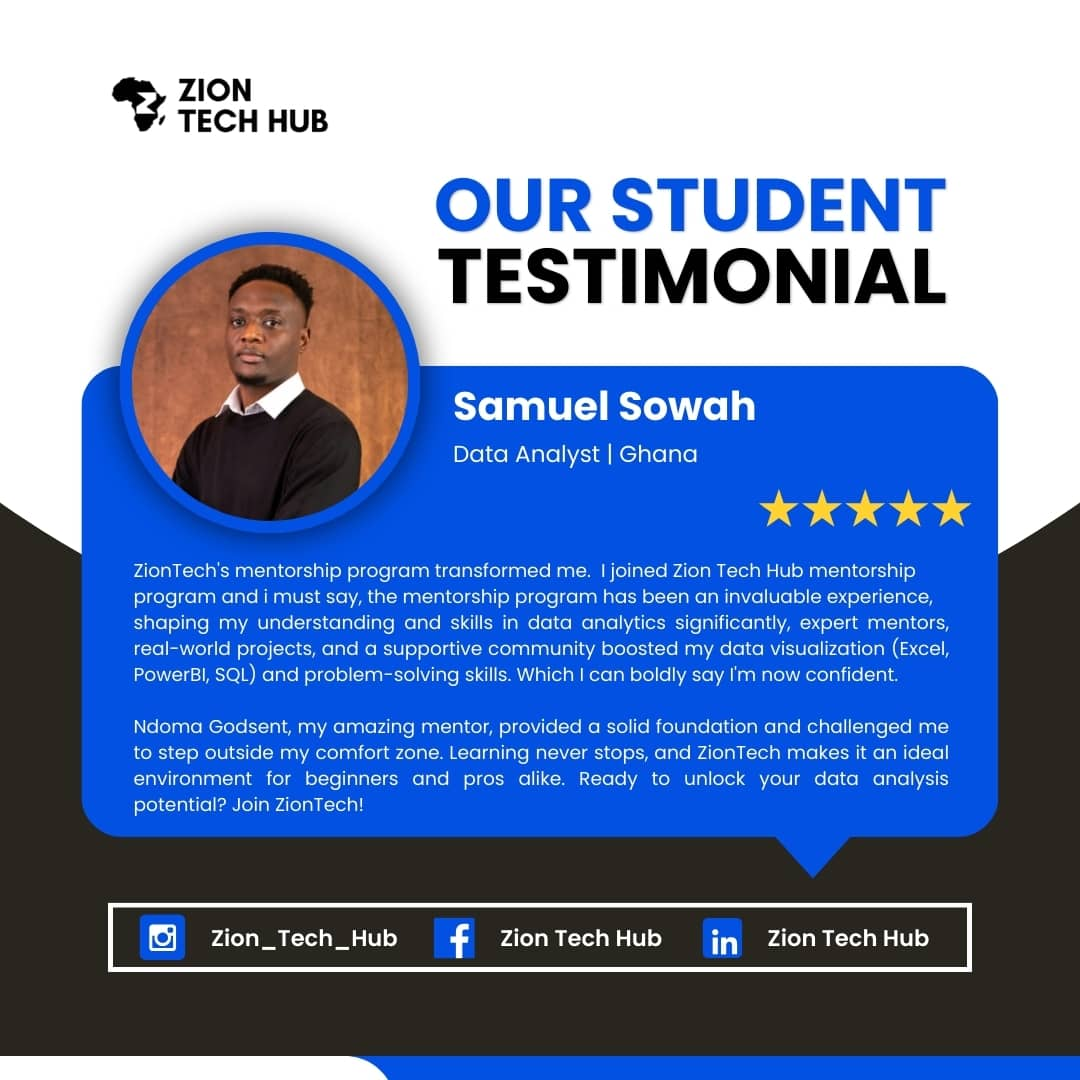 ZION
TECH HUB
OUR STUDENT
TESTIMONIAL
Samuel Sowah
Data Analyst | Ghana
ZionTech's mentorship program transformed me.  I joined Zion Tech Hub mentorship
program and i must say, the mentorship program has been an invaluable experience,
shaping my understanding and skills in data analytics significantly, expert mentors,
real-world projects, and a supportive community boosted my data visualization (Excel,
PowerBI, SQL) and problem-solving skills. Which I can boldly say I'm now confident.
Ndoma Godsent, my amazing mentor, provided a solid foundation and challenged me
to step outside my comfort zone. Learning never stops, and ZionTech makes it an ideal
environment for beginners and pros alike. Ready to unlock your data analysis
potential? Join ZionTech!
Zion_Tech_Hub
Zion Tech Hub
Zion Tech Hub